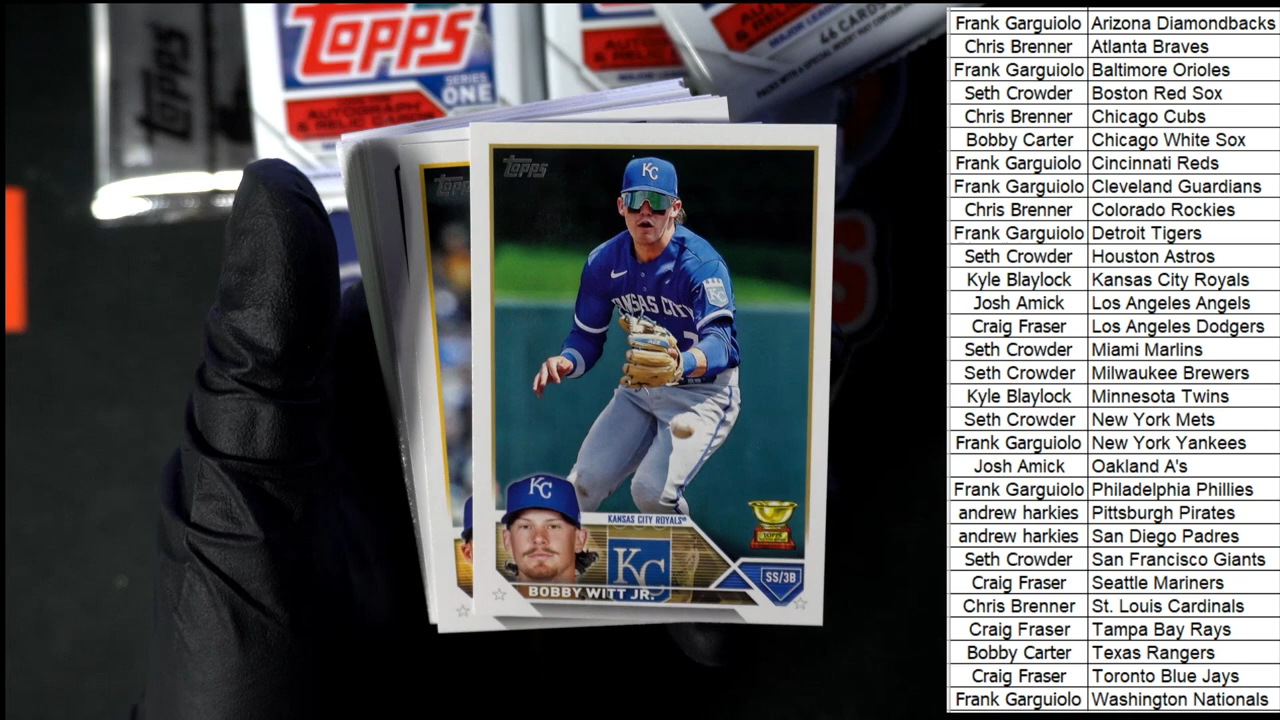 TOPPS
SERIES
ONE
AUTOGRAPH
& RELIC CARDS
46 CARDS
Topps
Topps
KC
KANSAS CITY
KC
KANSAS CITY ROYALS®
KC
SS/3B
BOBBY WITT JR.
Frank Garguiolo Arizona Diamondbacks
Chris Brenner Atlanta Braves
Frank Garguiolo Baltimore Orioles
Seth Crowder Boston Red Sox
Chris Brenner Chicago Cubs
Bobby Carter Chicago White Sox
Frank Garguiolo Cincinnati Reds
Frank Garguiolo Cleveland Guardians
Chris Brenner Colorado Rockies
Frank Garguiolo Detroit Tigers
Seth Crowder Houston Astros
Kyle Blaylock Kansas City Royals
Josh Amick Los Angeles Angels
Craig Fraser Los Angeles Dodgers
Seth Crowder Miami Marlins
Seth Crowder Milwaukee Brewers
Kyle Blaylock Minnesota Twins
Seth Crowder New York Mets
Frank Garguiolo New York Yankees
Josh Amick Oakland A's
Frank Garguiolo Philadelphia Phillies
andrew harkies Pittsburgh Pirates
andrew harkies San Diego Padres
Seth Crowder San Francisco Giants
Craig Fraser Seattle Mariners
Chris Brenner St. Louis Cardinals
Craig Fraser Tampa Bay Rays
Bobby Carter Texas Rangers
Craig Fraser Toronto Blue Jays
Frank Garguiolo Washington Nationals